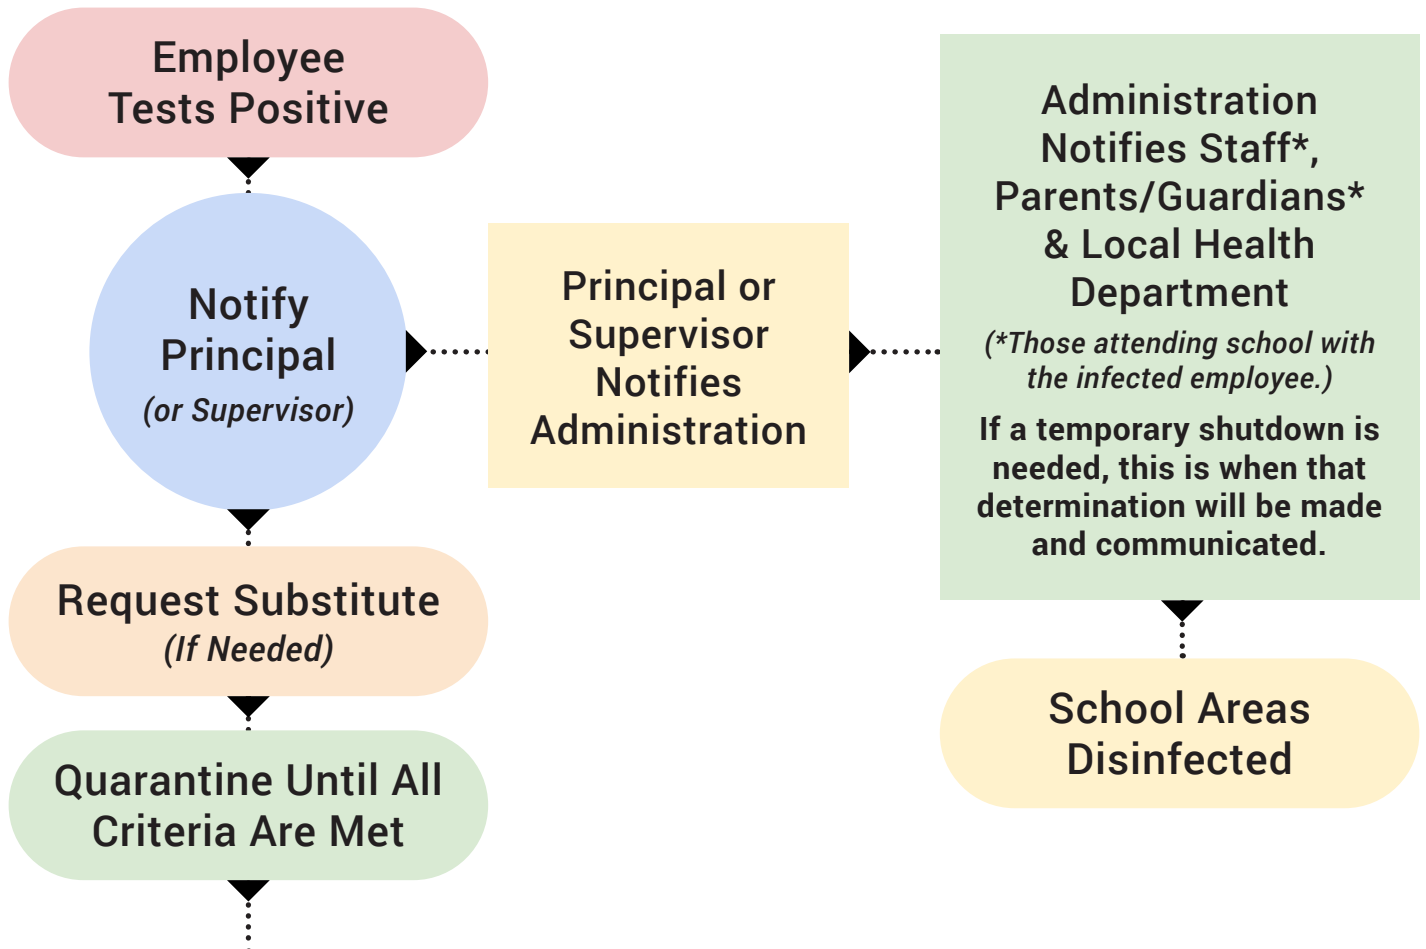 Employee
Tests Positive
Notify
Principal
(or Supervisor)
Principal or
Supervisor
Notifies
Administration
Administration
Notifies Staff*,
Parents/Guardians*
& Local Health
Department
(*Those attending school with
the infected employee.)
If a temporary shutdown is
needed, this is when that
determination will be made
and communicated.
Request Substitute
(If Needed)
School Areas
Disinfected
Quarantine Until All
Criteria Are Met